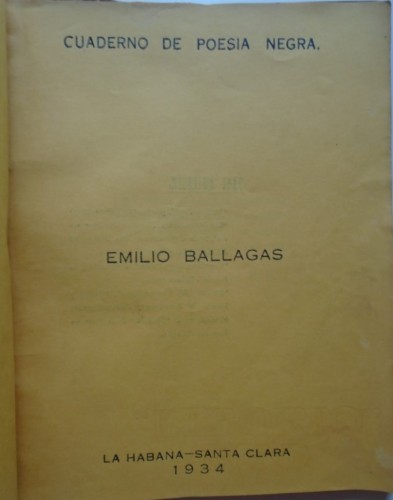 CUADERNO DE POESIA NEGRA.
EMILIO BALLAGAS
LA HABANA—SANTA CLARA
1934